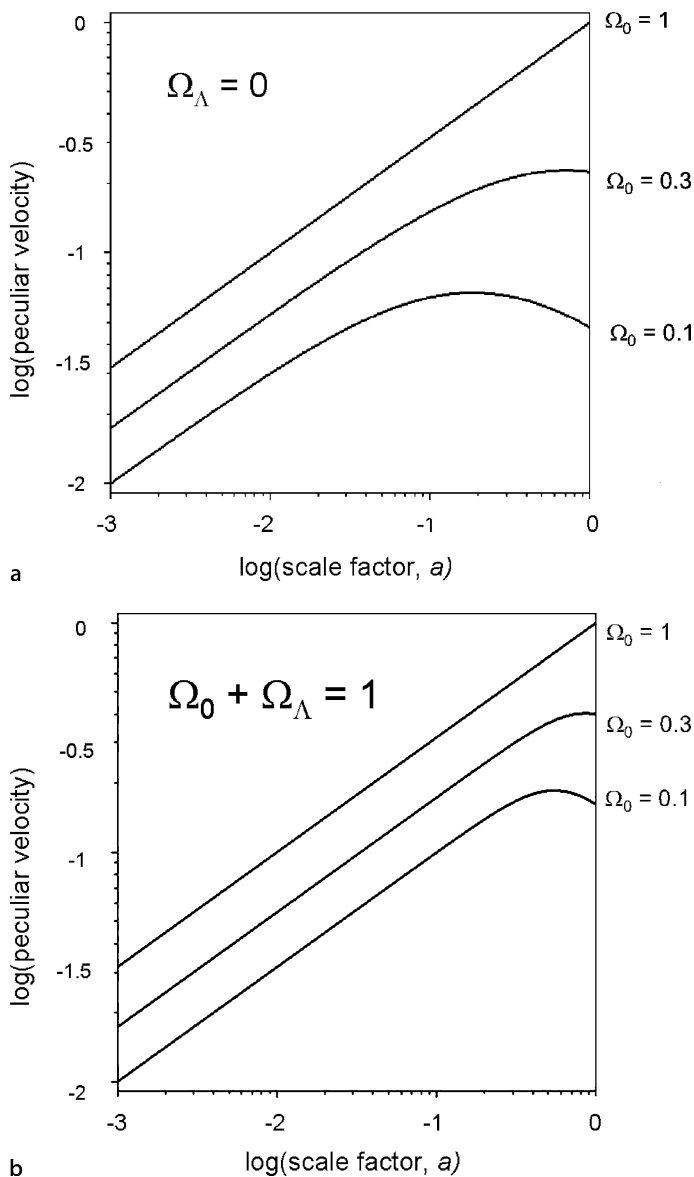 0
Ω₀ = 1
Ω_Λ = 0
-0.5
Ω₀ = 0.3
log(peculiar velocity)
-1
Ω₀ = 0.1
-1.5
-2
-3
-2
-1
0
log(scale factor, a)
a
0
Ω₀ = 1
Ω₀ + Ω_Λ = 1
Ω₀ = 0.3
-0.5
Ω₀ = 0.1
log(peculiar velocity)
-1
-1.5
-2
-3
-2
-1
0
log(scale factor, a)
b